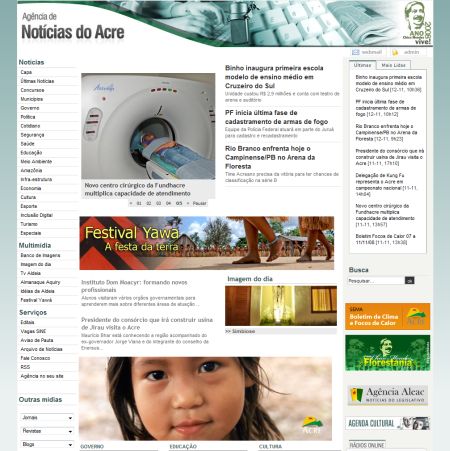 Agência de
Notícias do Acre
ANO
Chico Mendes
vive!
2008
webmail
admin
Notícias
Capa
Últimas Notícias
Concursos
Municípios
Governo
Política
Cotidiano
Segurança
Saúde
Educação
Meio Ambiente
Amazônia
Infra-estrutura
Economia
Cultura
Esporte
Inclusão Digital
Turismo
Especiais
Multimídia
Banco de Imagens
Imagem do dia
Tv Aldeia
Almanaque Aquiry
Idéias da Aldeia
Festival Yawá
Serviços
Editais
Vagas SINE
Aviso de Pauta
Arquivo de Notícias
Fale Conosco
RSS
Agência no seu site
Outras mídias
Jornais
Revistas
Blogs
Novo centro cirúrgico da Fundhacre
multiplica capacidade de atendimento
« 01 02 03 04 05 » Pausar
Binho inaugura primeira escola
modelo de ensino médio em
Cruzeiro do Sul
Unidade custou R$ 2,9 milhões e conta com teatro de
arena e auditório
PF inicia última fase de
cadastramento de armas de fogo
Equipe da Polícia Federal atuará em parte do Juruá
para cadastro e recadastramento
Rio Branco enfrenta hoje o
Campinense/PB no Arena da
Floresta
Time Acreano precisa da vitória para ter chances de
classificação na série B
Festival Yawa
A festa da terra
Instituto Dom Moacyr: formando novos
profissionais
Alunos visitaram vários órgãos governamentais para
aprenderem mais sobre diferentes áreas da atuação ...
Presidente do consórcio que irá construir usina de
Jirau visita o Acre
Maurício Bhar está conhecendo a região acompanhado do
ex-governador Jorge Viana e do integrante do conselho da
Enersus...
Imagem do dia
>> Simbiose
ACRE
GOVERNO
EDUCAÇÃO
CULTURA
Últimas
Mais Lidas
Binho inaugura primeira escola
modelo de ensino médio em
Cruzeiro do Sul [12-11, 10h38]
PF inicia última fase de
cadastramento de armas de
fogo [12-11, 10h36]
Rio Branco enfrenta hoje o
Campinense/PB no Arena da
Floresta [12-11, 9h23]
Presidente do consórcio que irá
construir usina de Jirau visita o
Acre [11-11, 17h17]
Delegação de Kung Fu
representa o Acre em
campeonato nacional [11-11,
14h04]
Novo centro cirúrgico da
Fundhacre multiplica
capacidade de atendimento
[11-11, 13h57]
Boletim Focos de Calor 07 a
11/11/08 [11-11, 13h38]
Busca
Pesquisar...
ok
SEMA
Boletim de Clima
e Focos de Calor
Florestania
Agência Aleac
NOTÍCIAS DO LEGISLATIVO
AGENDA CULTURAL
RÁDIOS ONLINE